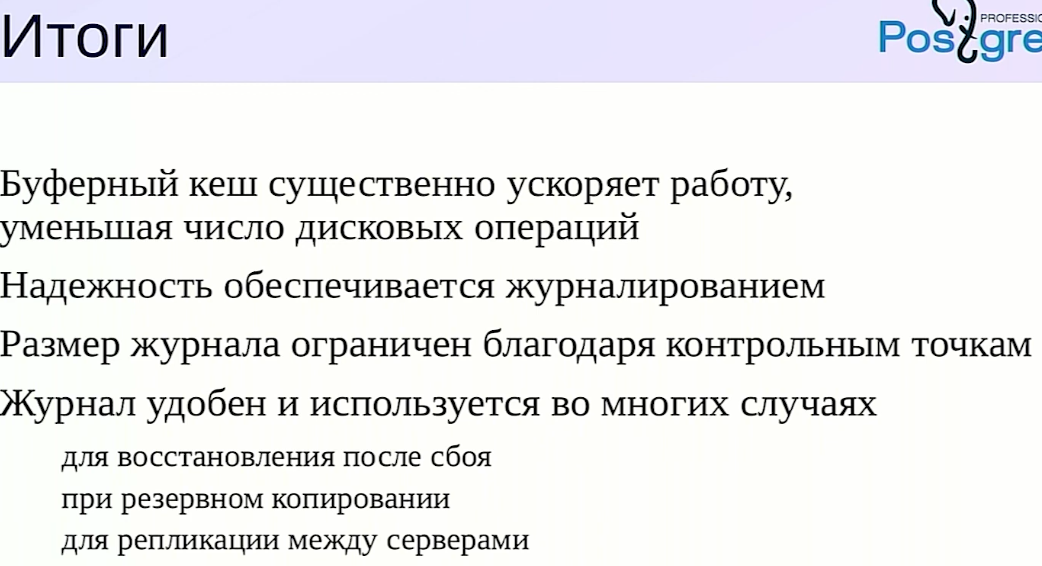 Итоги
PROFESSIO
Postgre
Буферный кеш существенно ускоряет работу,
уменьшая число дисковых операций
Надежность обеспечивается журналированием
Размер журнала ограничен благодаря контрольным точкам
Журнал удобен и используется во многих случаях
для восстановления после сбоя
при резервном копировании
для репликации между серверами